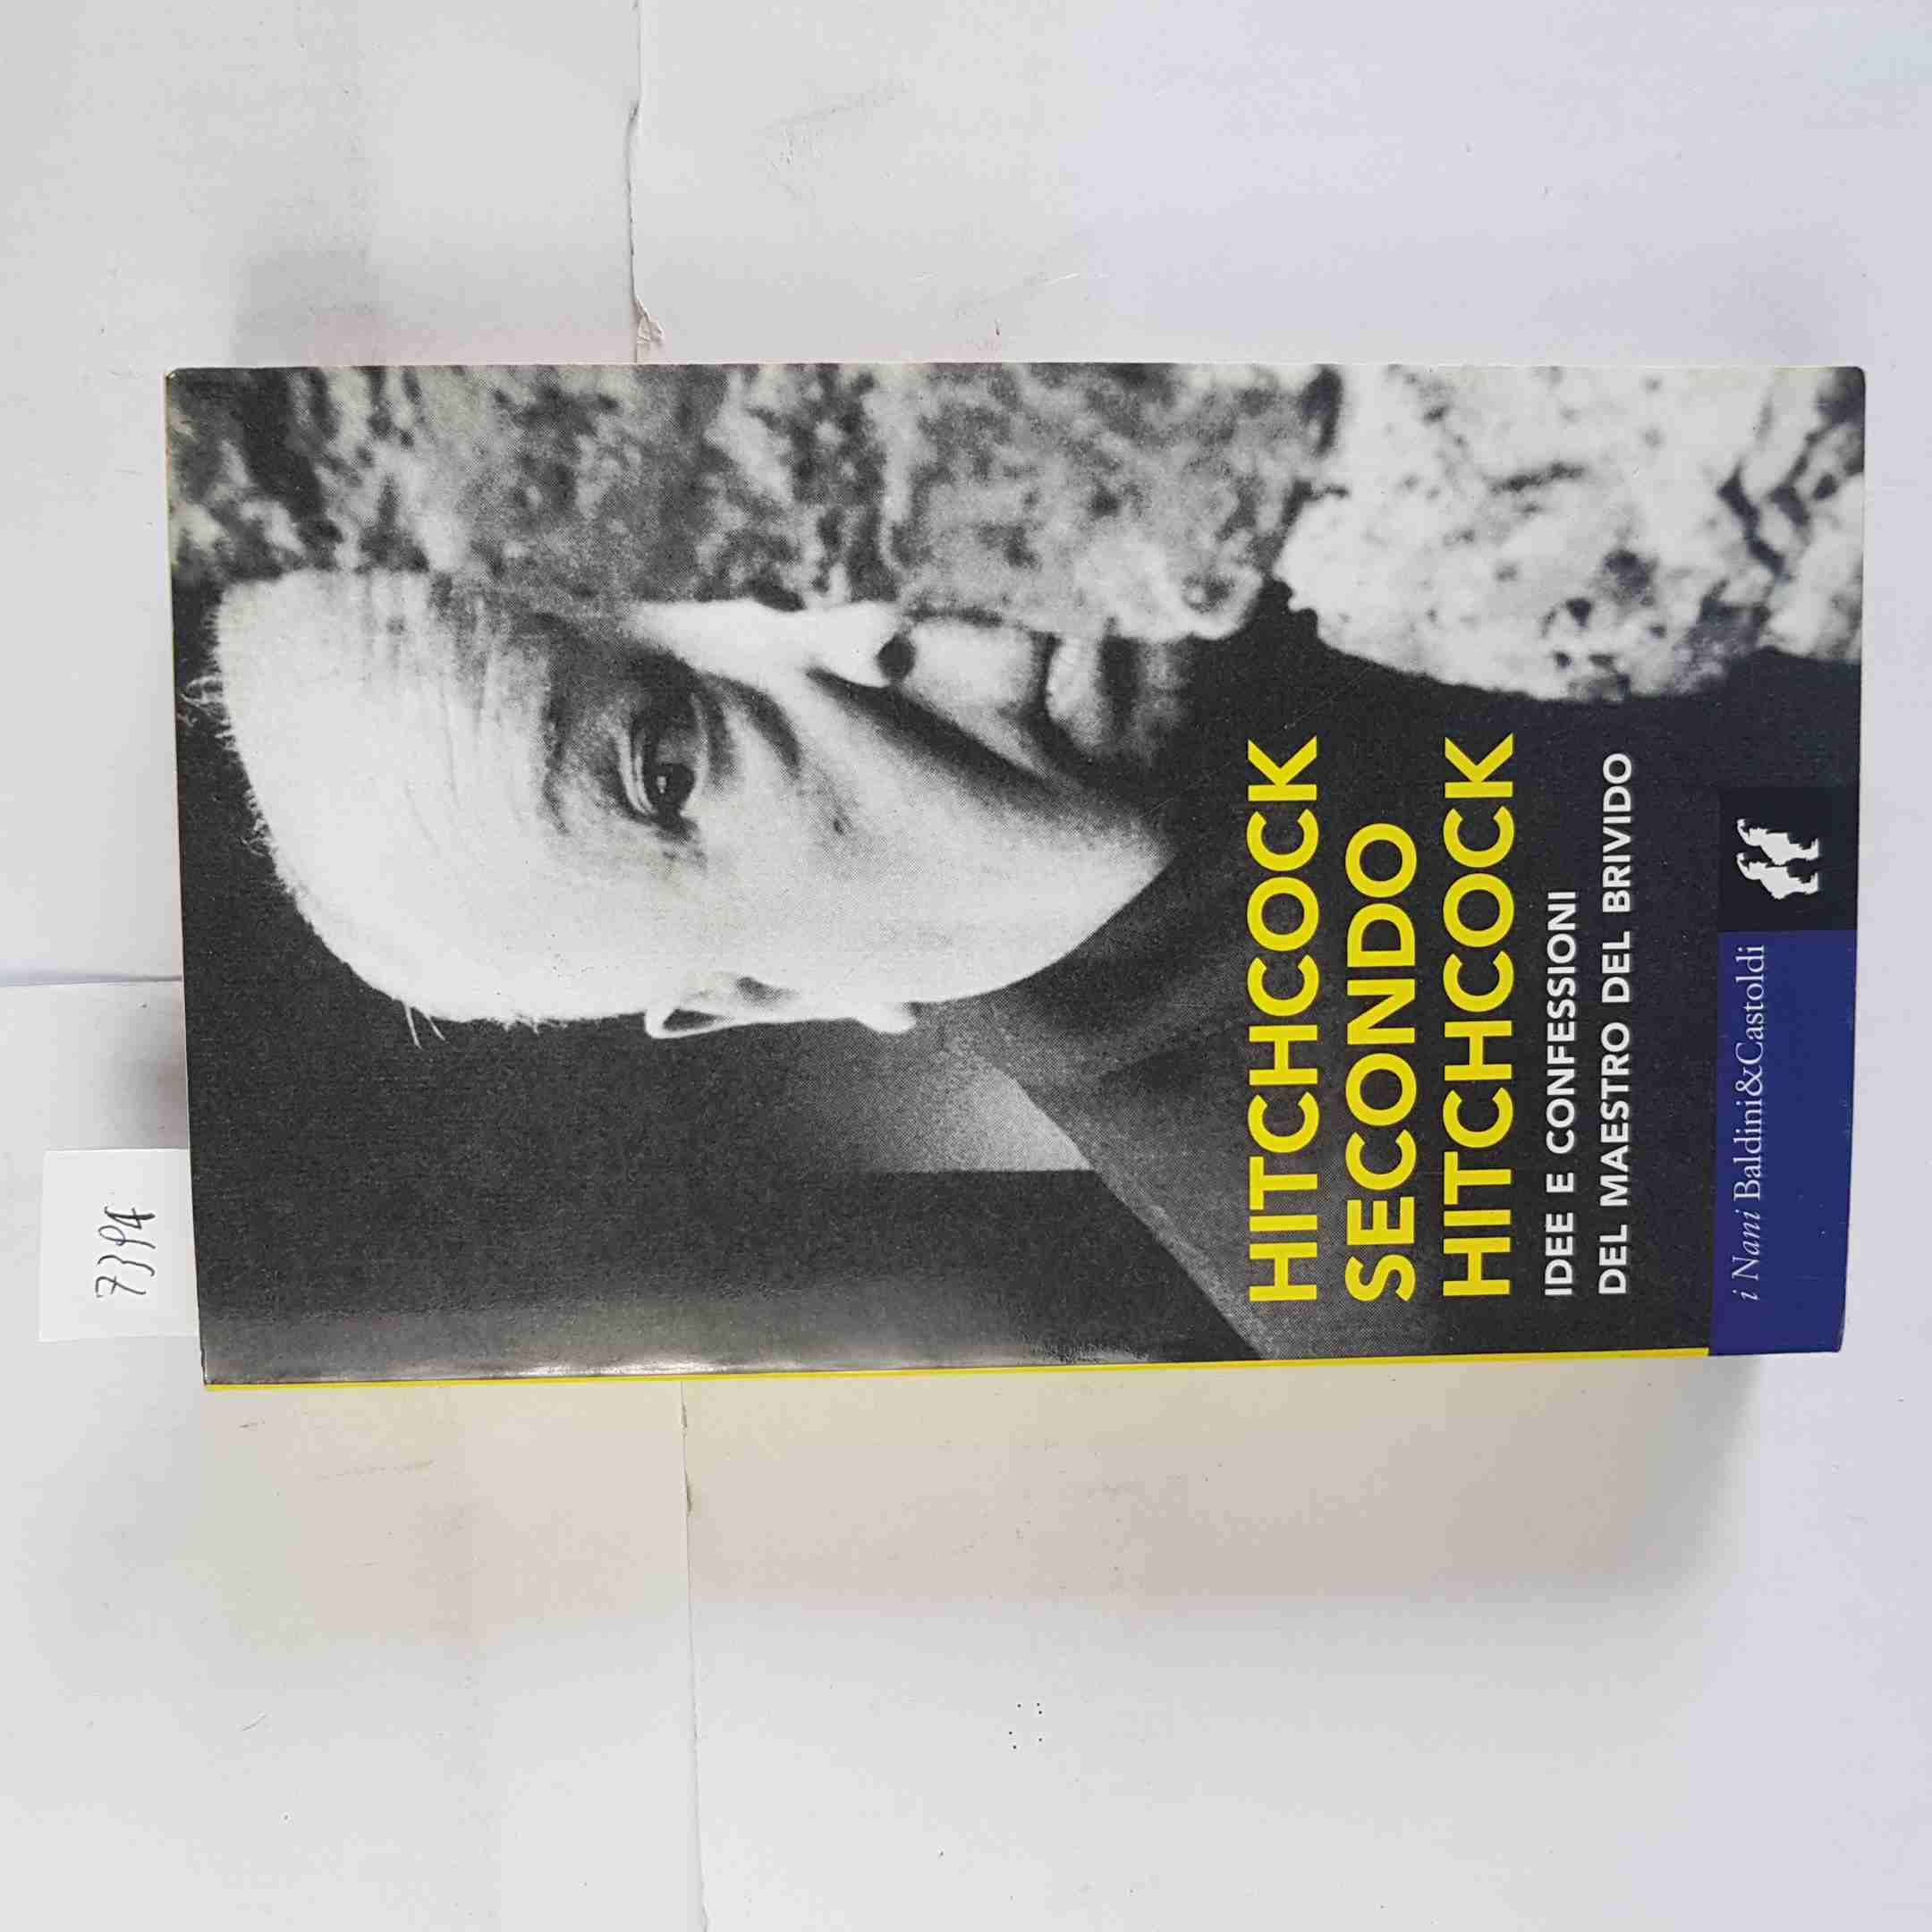 7394
HITCHCOCK
SECONDO
HITCHCOCK
IDEE E CONFESSIONI
DEL MAESTRO DEL BRIVIDO
i Nani Baldini&Castoldi